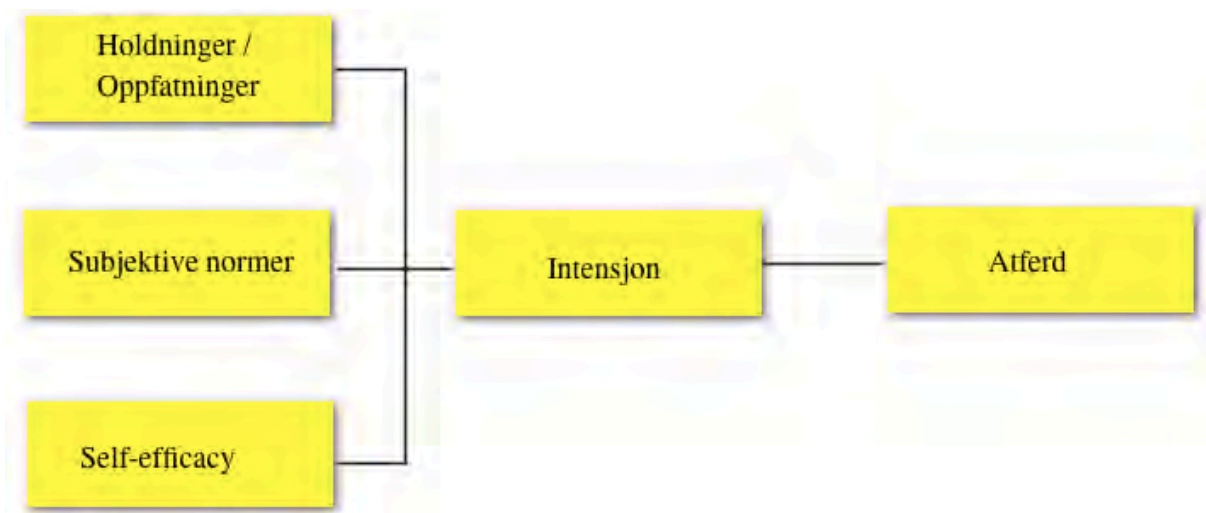 Holdninger /
Oppfatninger
Subjektive normer
Intensjon
Atferd
Self-efficacy